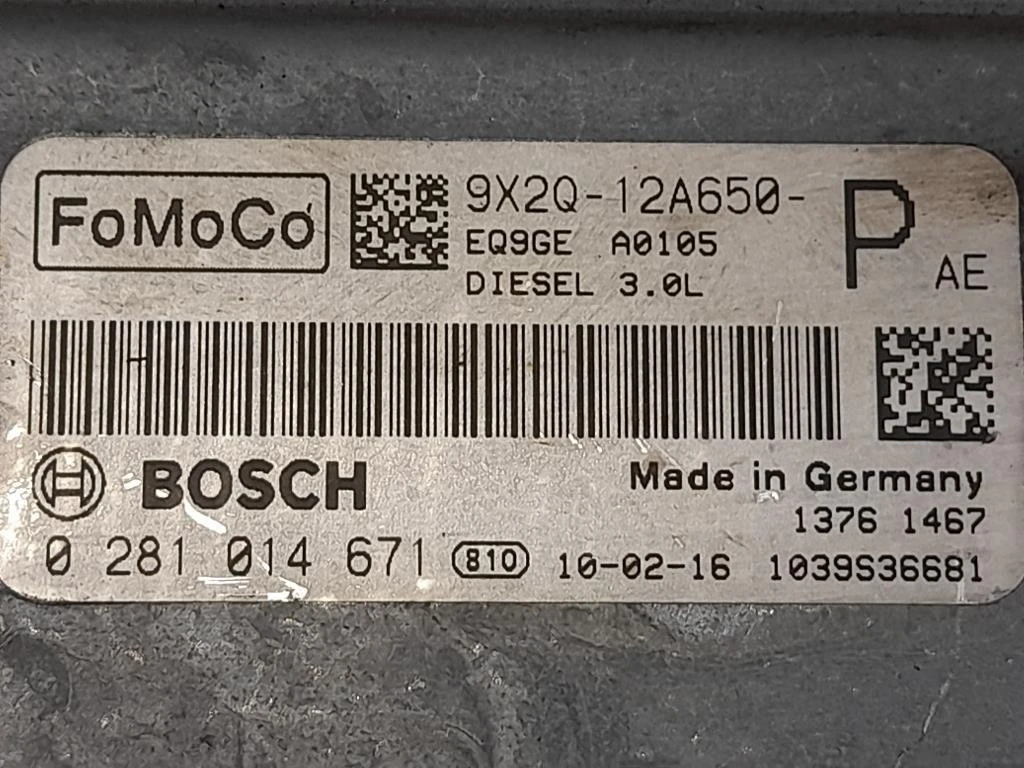 FoMoCo
9X2Q-12A650-
P
AE
EQ9GE A0105
DIESEL 3.0L
BOSCH
Made in Germany
1376 1467
0 281 014 671 810 10-02-16 1039S36681